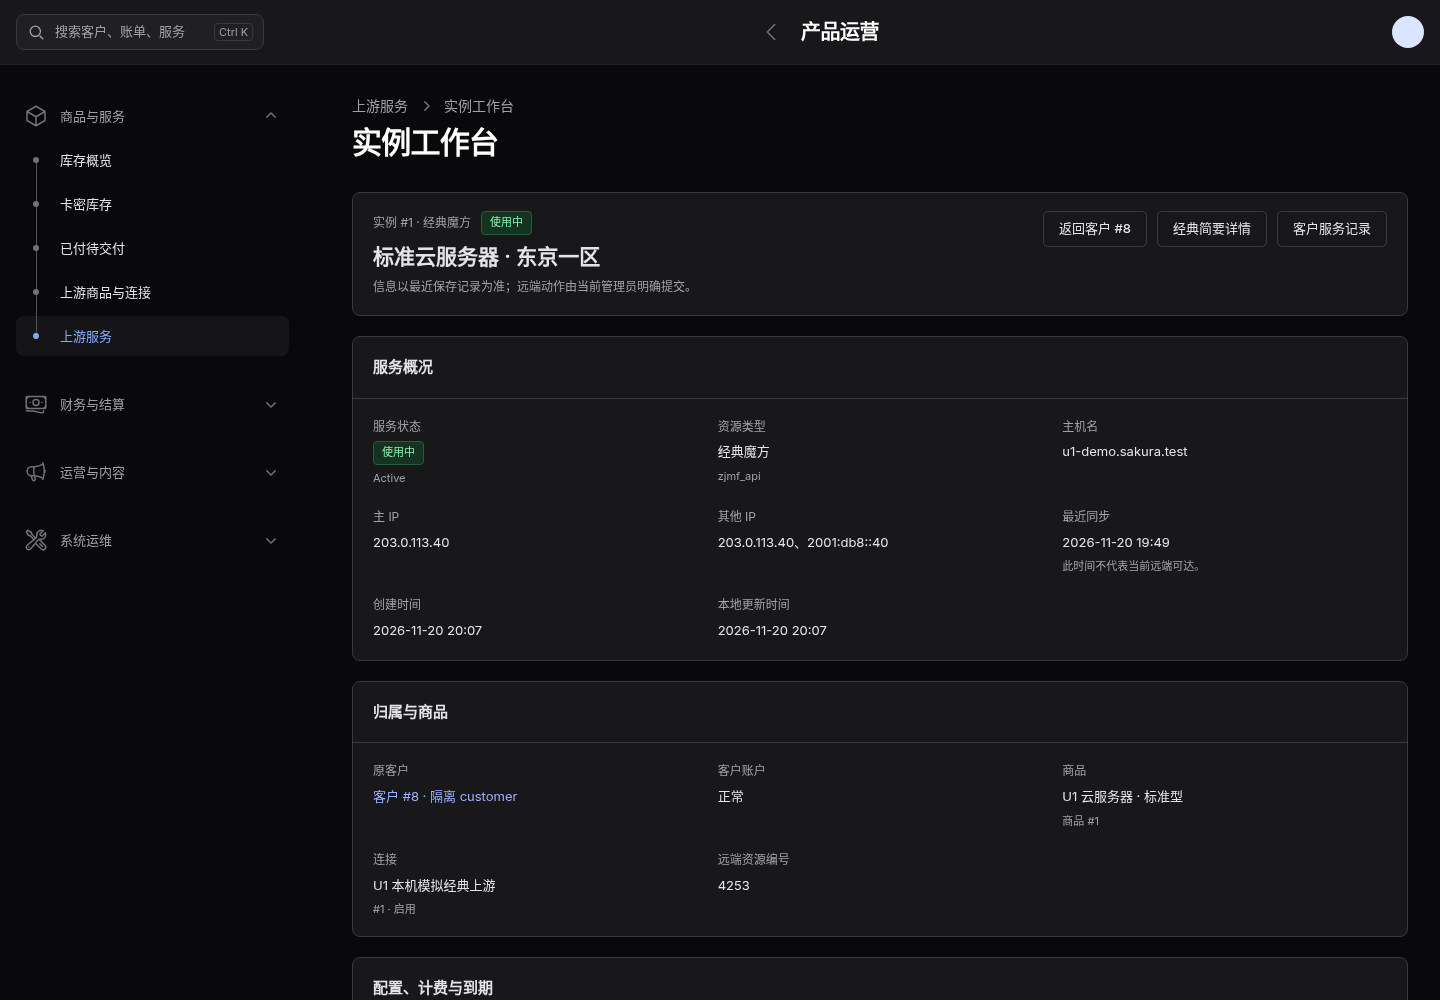 搜索客户、账单、服务 Ctrl K
产品运营
商品与服务
库存概览
卡密库存
已付待交付
上游商品与连接
上游服务
财务与结算
运营与内容
系统运维
上游服务 > 实例工作台
实例工作台
实例 #1 · 经典魔方 使用中
返回客户 #8 经典简要详情 客户服务记录
标准云服务器 · 东京一区
信息以最近保存记录为准；远端动作由当前管理员明确提交。
服务概况
服务状态 资源类型 主机名
使用中 经典魔方 u1-demo.sakura.test
Active zjmf_api
主 IP 其他 IP 最近同步
203.0.113.40 203.0.113.40、2001:db8::40 2026-11-20 19:49
此时间不代表当前远端可达。
创建时间 本地更新时间
2026-11-20 20:07 2026-11-20 20:07
归属与商品
原客户 客户账户 商品
客户 #8 · 隔离 customer 正常 U1 云服务器 · 标准型
商品 #1
连接 远端资源编号
U1 本机模拟经典上游 4253
#1 · 启用
配置、计费与到期